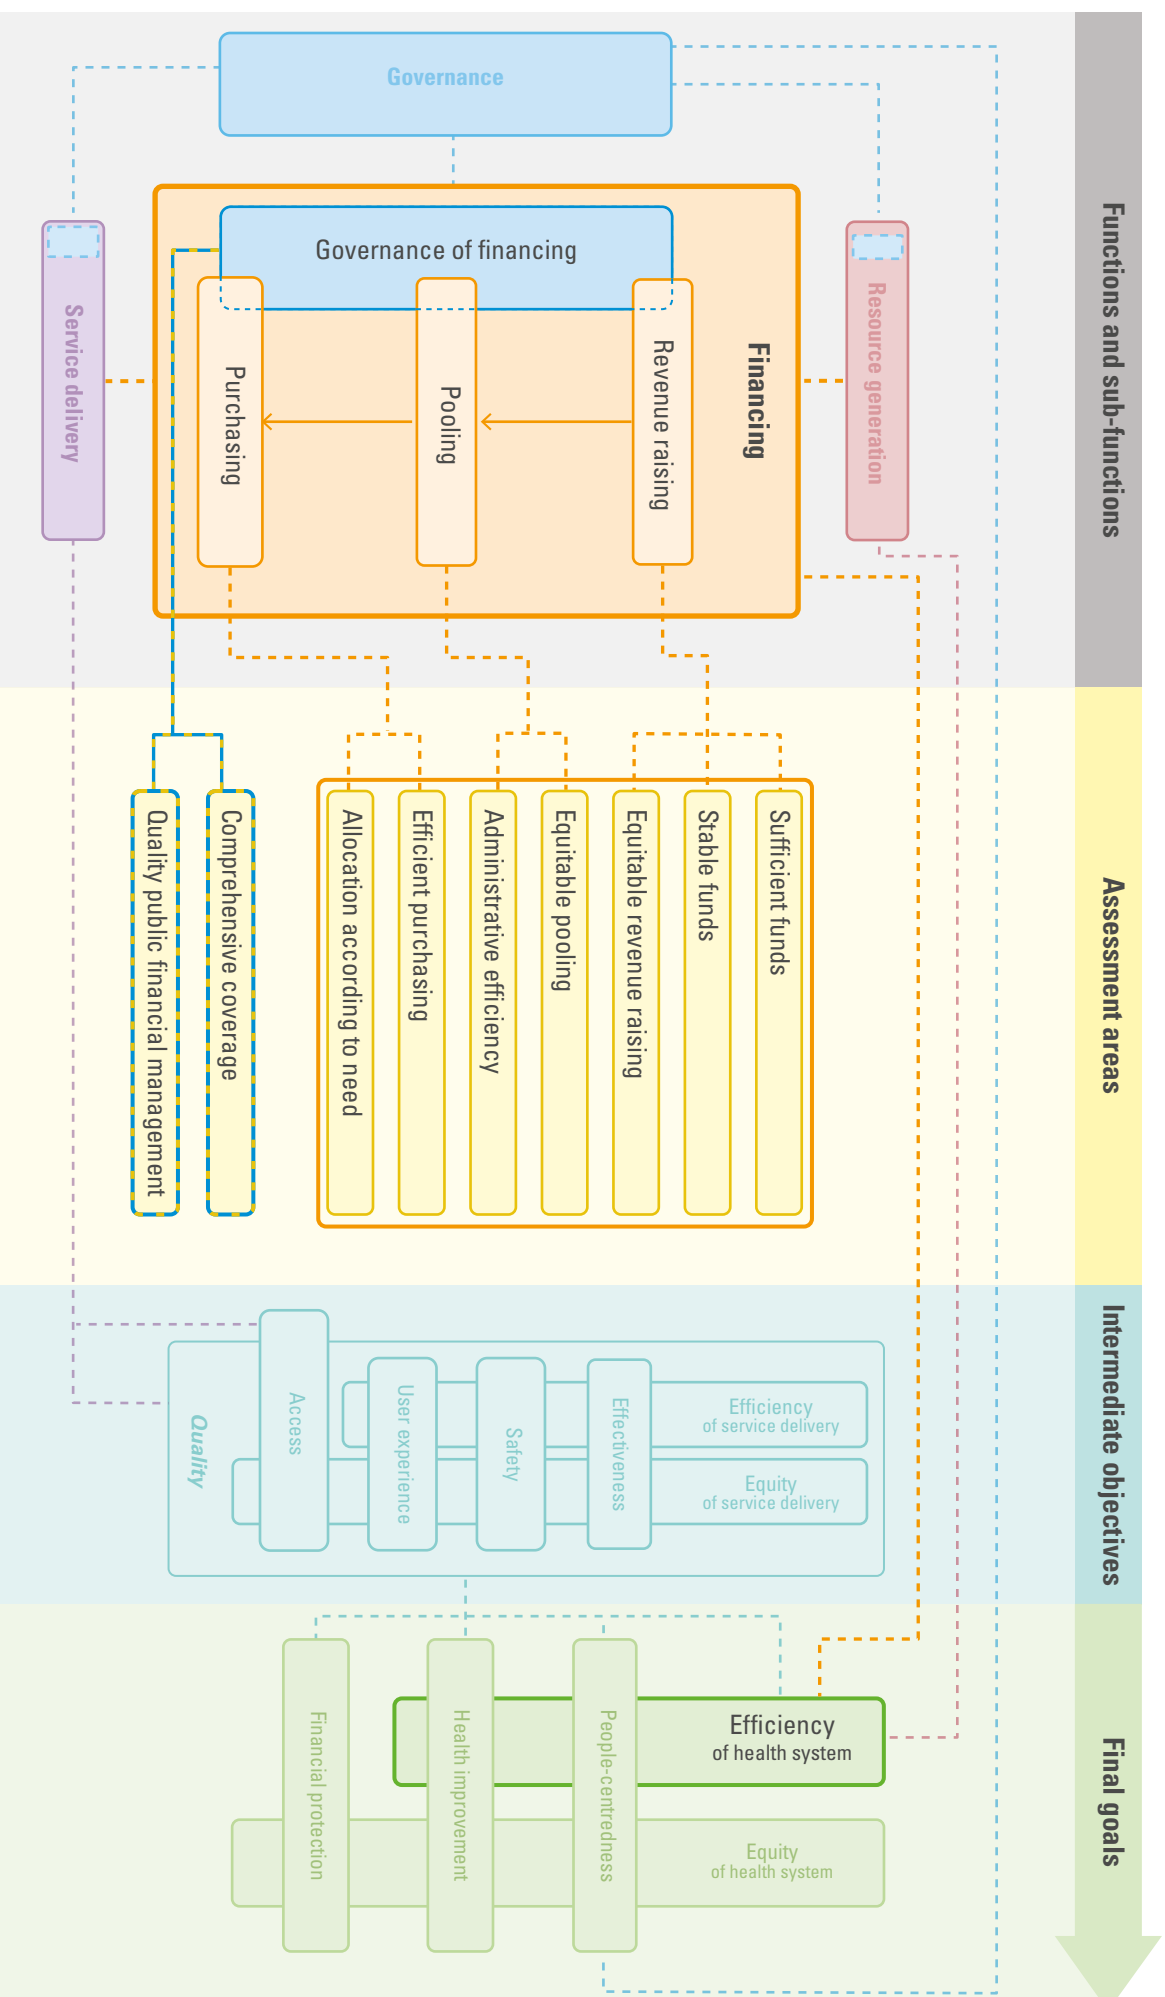 Functions and sub-functions
Governance
Service delivery
Financing
Governance of financing
Purchasing
Pooling
Revenue raising
Resource generation
Assessment areas
Quality public financial management
Comprehensive coverage
Allocation according to need
Efficient purchasing
Administrative efficiency
Equitable pooling
Equitable revenue raising
Stable funds
Sufficient funds
Intermediate objectives
Quality
Access
User experience
Safety
Effectiveness
Efficiency
of service delivery
Equity
of service delivery
Final goals
Financial protection
Health improvement
People-centredness
Efficiency
of health system
Equity
of health system